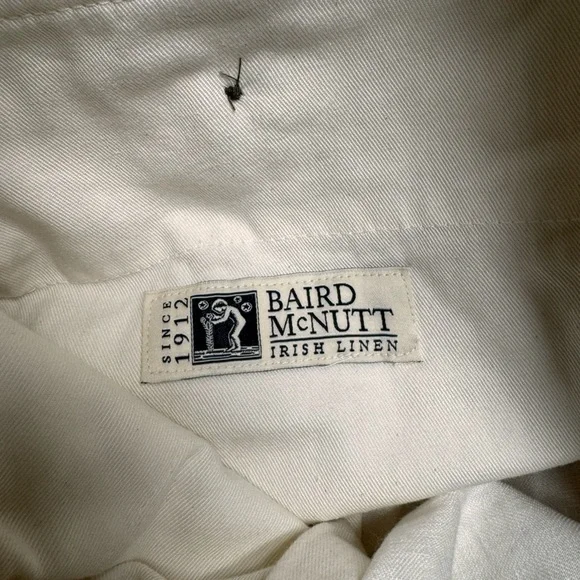 SINCE
1912
BAIRD
McNUTT
IRISH LINEN